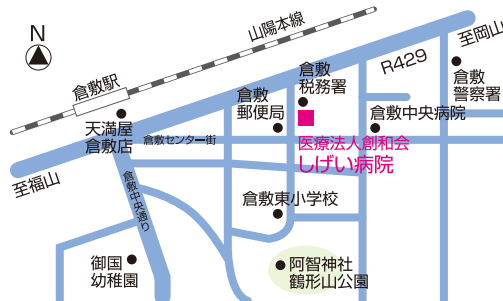 N
山陽本線
至岡山
R429
倉敷駅
倉敷
税務署
倉敷
警察署
倉敷
郵便局
倉敷中央病院
天満屋
倉敷店
倉敷センター街
医療法人創和会
しげい病院
至福山
倉敷中央通り
倉敷東小学校
御国
幼稚園
阿智神社
鶴形山公園